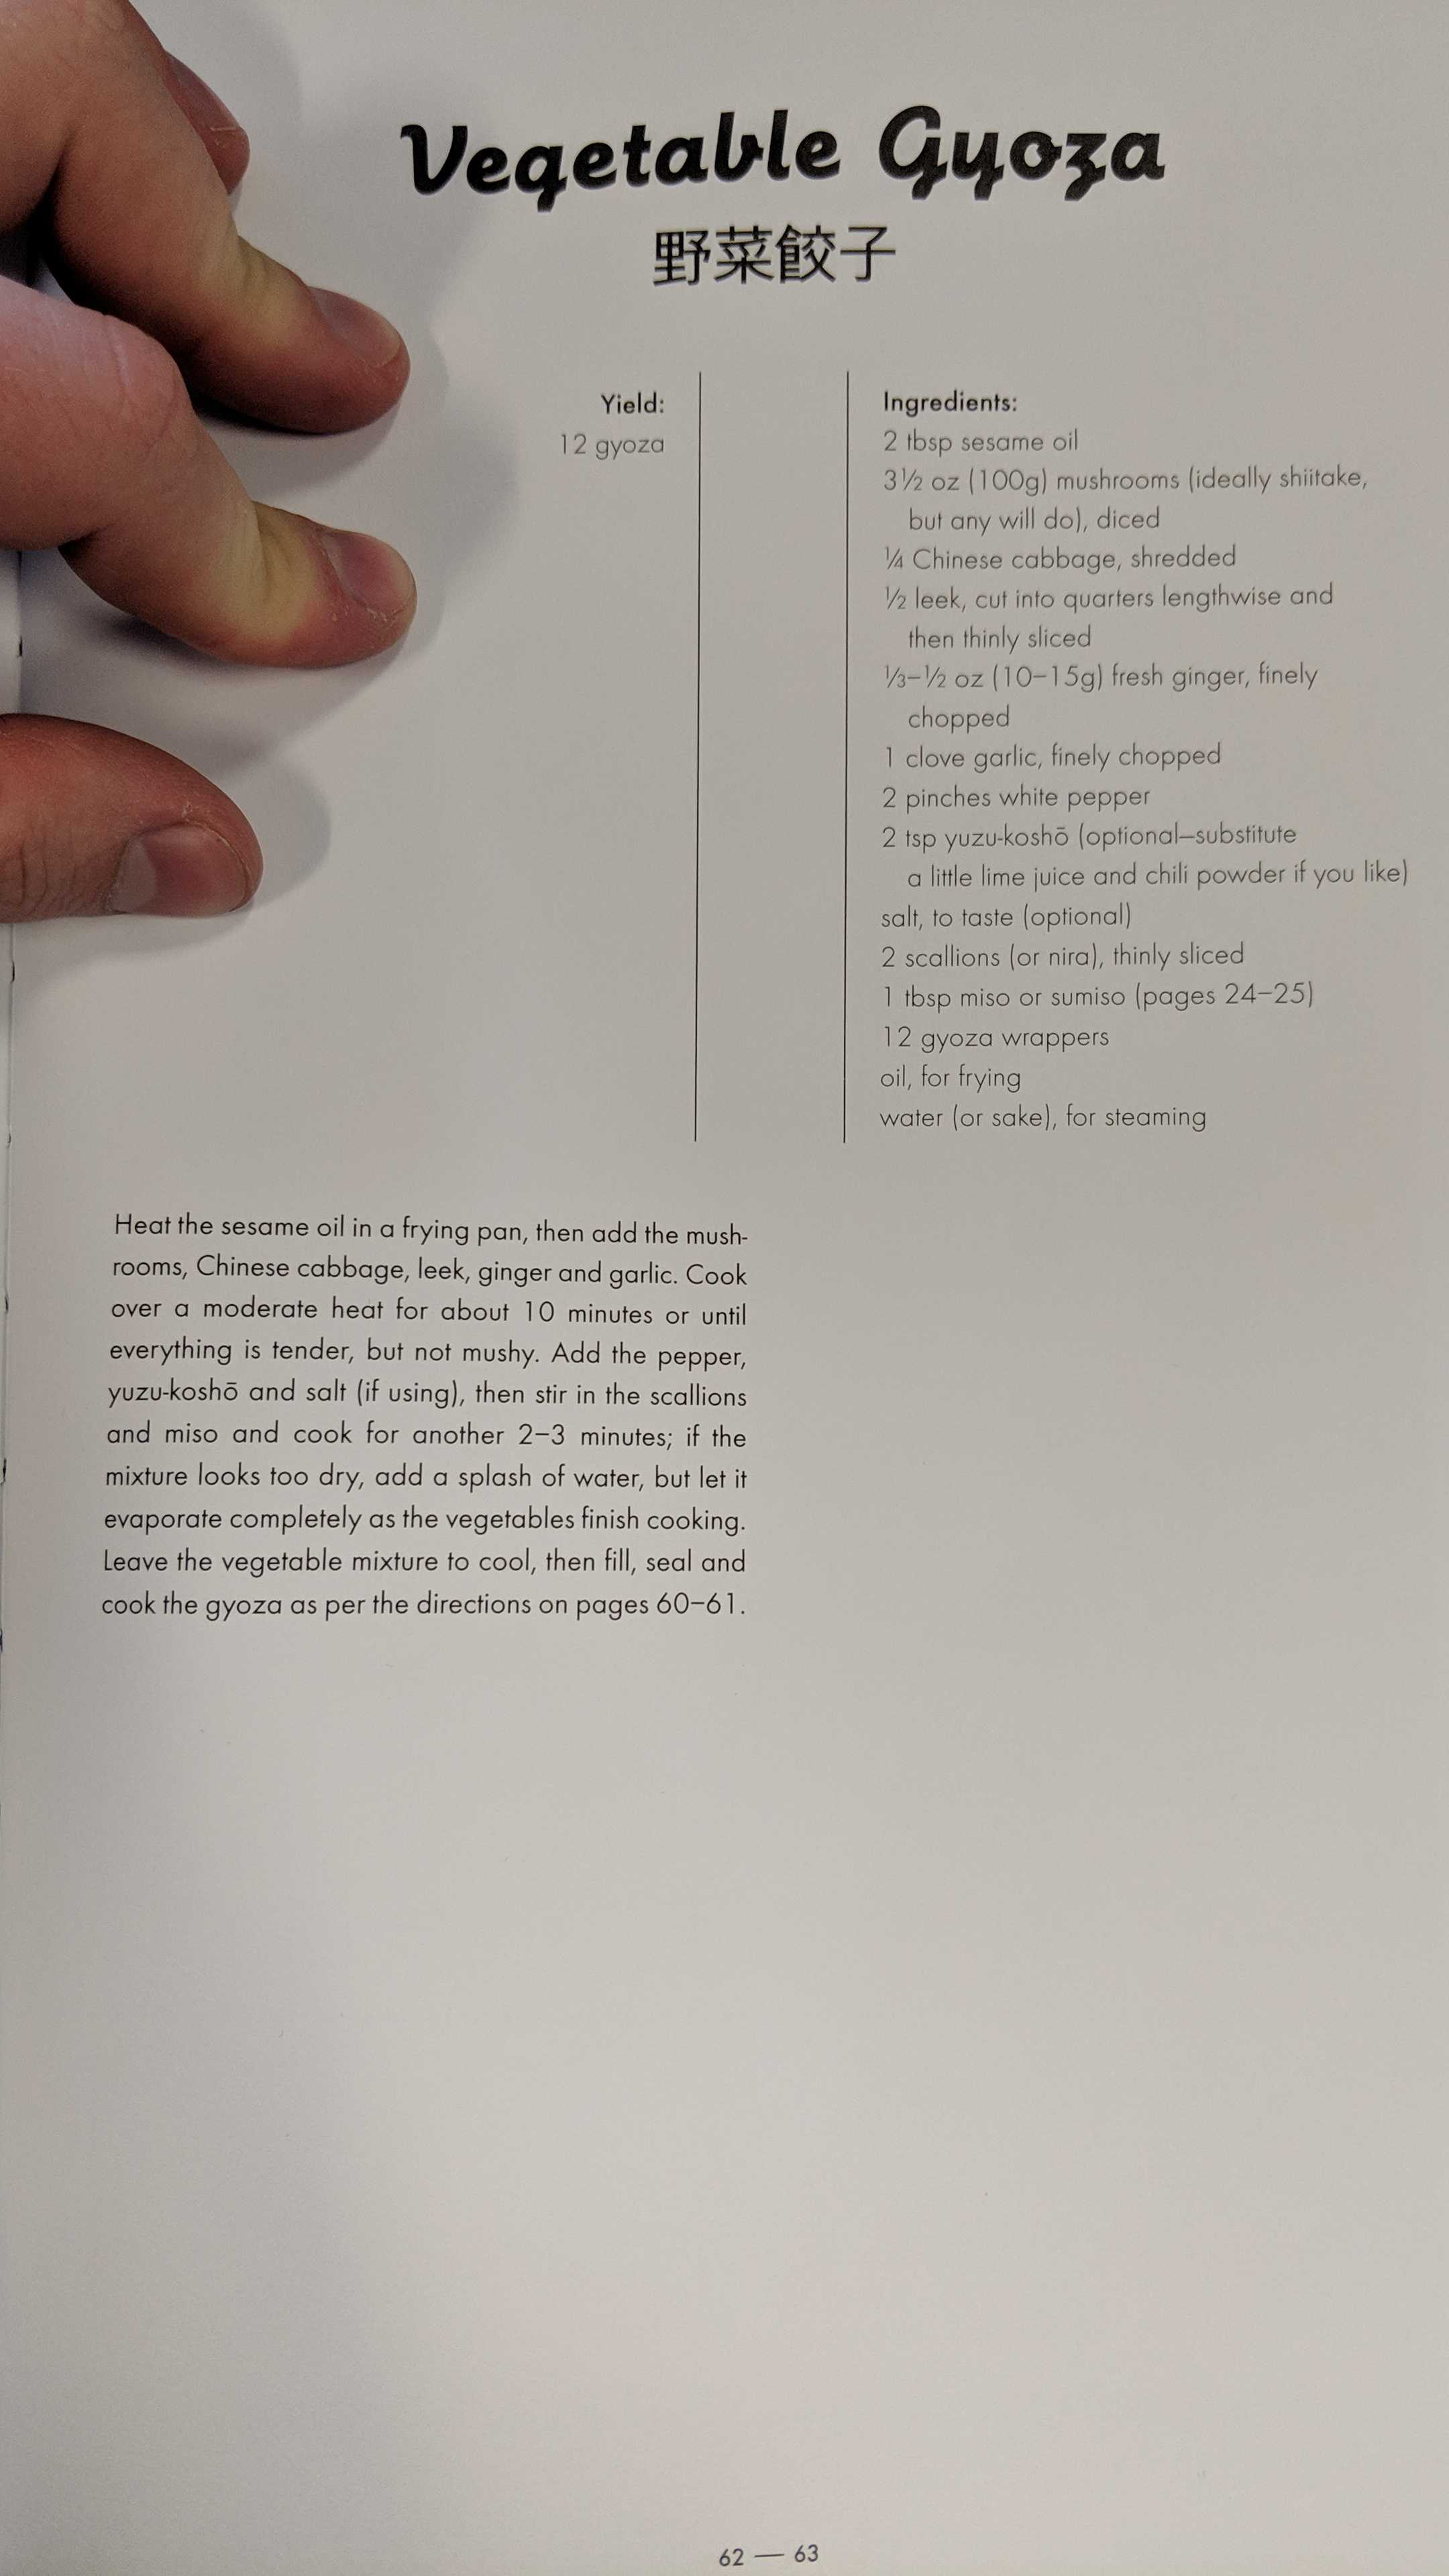 Vegetable Gyoza
野菜餃子
Yield:
12 gyoza
Ingredients:
2 tbsp sesame oil
3½ oz (100g) mushrooms (ideally shiitake,
but any will do), diced
¼ Chinese cabbage, shredded
½ leek, cut into quarters lengthwise and
then thinly sliced
⅓–½ oz (10–15g) fresh ginger, finely
chopped
1 clove garlic, finely chopped
2 pinches white pepper
2 tsp yuzu-koshō (optional—substitute
a little lime juice and chili powder if you like)
salt, to taste (optional)
2 scallions (or nira), thinly sliced
1 tbsp miso or sumiso (pages 24–25)
12 gyoza wrappers
oil, for frying
water (or sake), for steaming
Heat the sesame oil in a frying pan, then add the mush-
rooms, Chinese cabbage, leek, ginger and garlic. Cook
over a moderate heat for about 10 minutes or until
everything is tender, but not mushy. Add the pepper,
yuzu-koshō and salt (if using), then stir in the scallions
and miso and cook for another 2–3 minutes; if the
mixture looks too dry, add a splash of water, but let it
evaporate completely as the vegetables finish cooking.
Leave the vegetable mixture to cool, then fill, seal and
cook the gyoza as per the directions on pages 60–61.
62 — 63